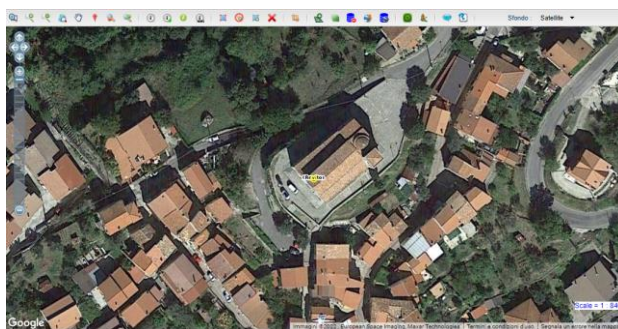 Sfondo Satellite
Scale = 1 84
Google
Immagini ©2022, European Space Imaging, Maxar Technologies | Termini e condizioni d'uso | Segnala un errore nella mappa